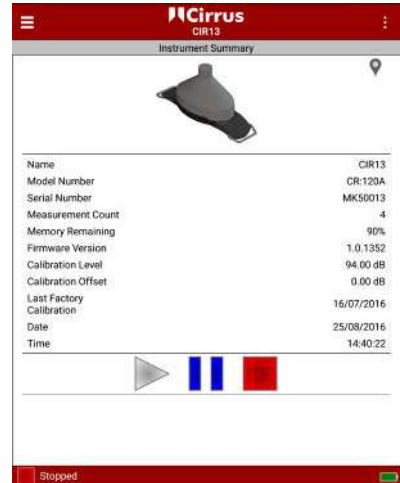 Cirrus
CIR13
Instrument Summary
Name CIR13
Model Number CR:120A
Serial Number MK50013
Measurement Count 4
Memory Remaining 90%
Firmware Version 1.0.1352
Calibration Level 94.00 dB
Calibration Offset 0.00 dB
Last Factory
Calibration 16/07/2016
Date 25/08/2016
Time 14:40:22
Stopped